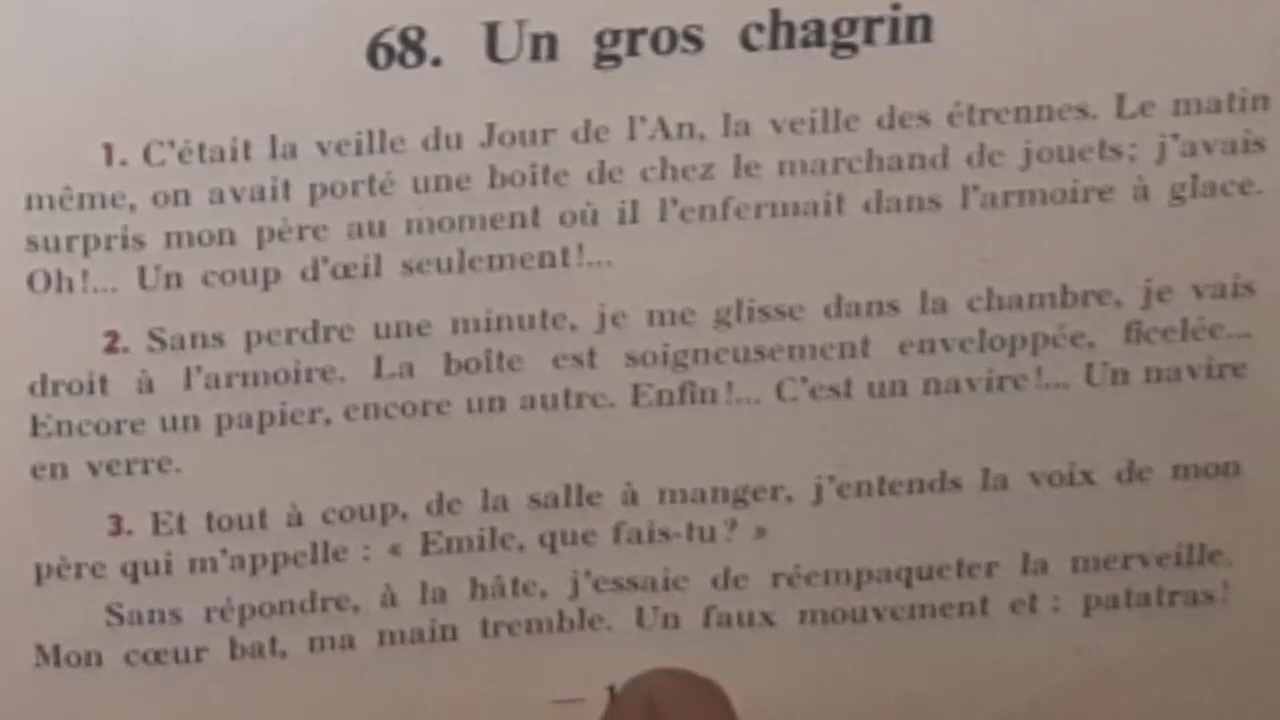 68. Un gros chagrin
1. C'était la veille du Jour de l'An, la veille des étrennes. Le matin
même, on avait porté une boîte de chez le marchand de jouets; j'avais
surpris mon père au moment où il l'enfermait dans l'armoire à glace.
Oh!... Un coup d'œil seulement!...
2. Sans perdre une minute, je me glisse dans la chambre, je vais
droit à l'armoire. La boîte est soigneusement enveloppée, ficelée...
Encore un papier, encore un autre. Enfin!... C'est un navire!... Un navire
en verre.
3. Et tout à coup, de la salle à manger, j'entends la voix de mon
père qui m'appelle : « Emile, que fais-tu? »
Sans répondre, à la hâte, j'essaie de réempaqueter la merveille.
Mon cœur bat, ma main tremble. Un faux mouvement et : patatras!